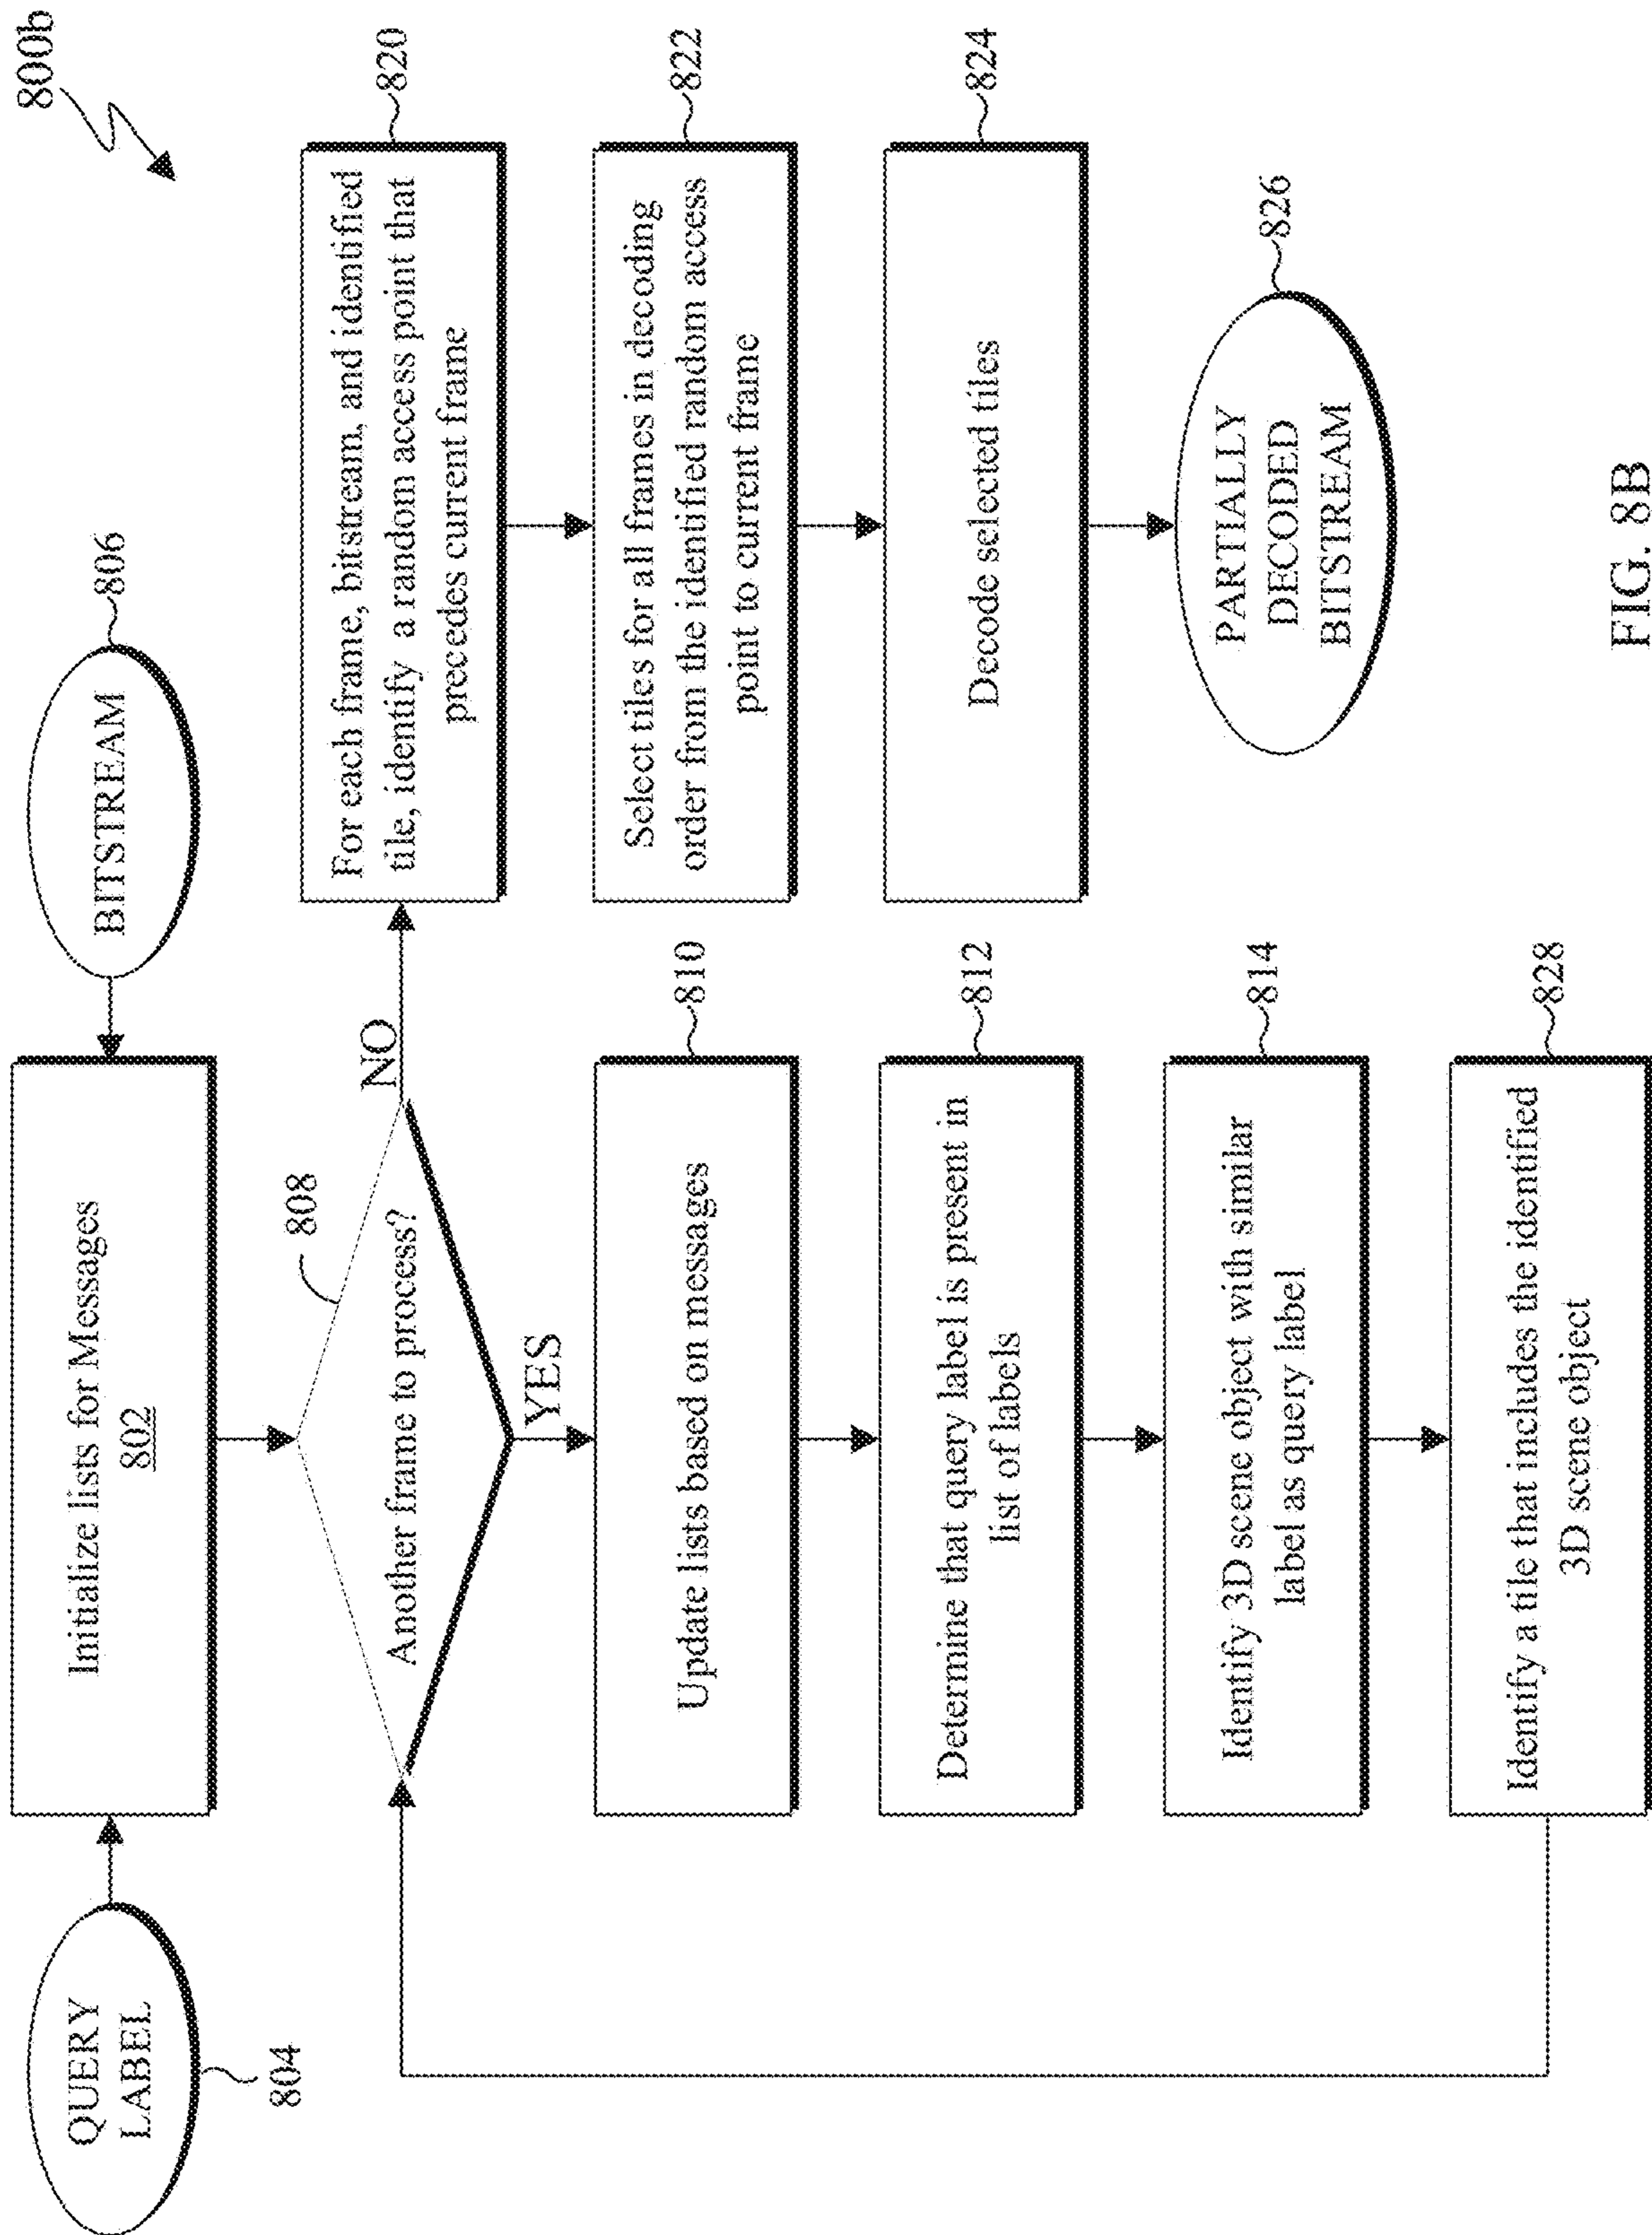 800b
QUERY
LABEL
804
Initialize lists for Messages
802
BITSTREAM
806
808
Another frame to process?
NO
YES
Update lists based on messages
810
Determine that query label is present in
list of labels
812
Identify 3D scene object with similar
label as query label
814
Identify a tile that includes the identified
3D scene object
828
For each frame, bitstream, and identified
tile, identify a random access point that
precedes current frame
820
Select tiles for all frames in decoding
order from the identified random access
point to current frame
822
Decode selected tiles
824
PARTIALLY
DECODED
BITSTREAM
826
FIG. 8B